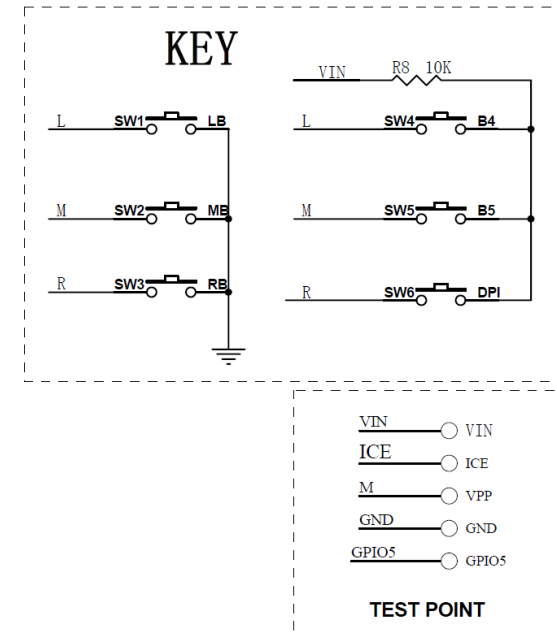 KEY
VIN R8 10K
L SW1 LB
M SW2 MB
R SW3 RB
L SW4 B4
M SW5 B5
R SW6 DPI
VIN VIN
ICE ICE
M VPP
GND GND
GPIO5 GPIO5
TEST POINT